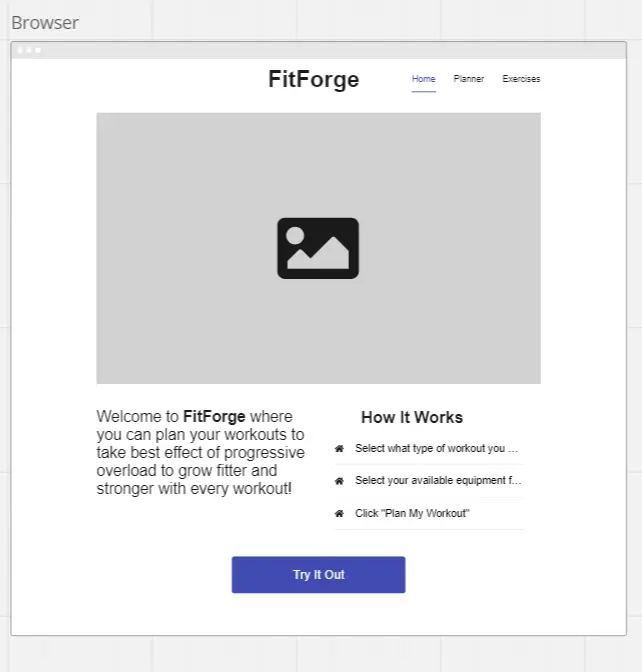 Browser
FitForge
Home Planner Exercises
Welcome to FitForge where
you can plan your workouts to
take best effect of progressive
overload to grow fitter and
stronger with every workout!
How It Works
Select what type of workout you ...
Select your available equipment f...
Click "Plan My Workout"
Try It Out